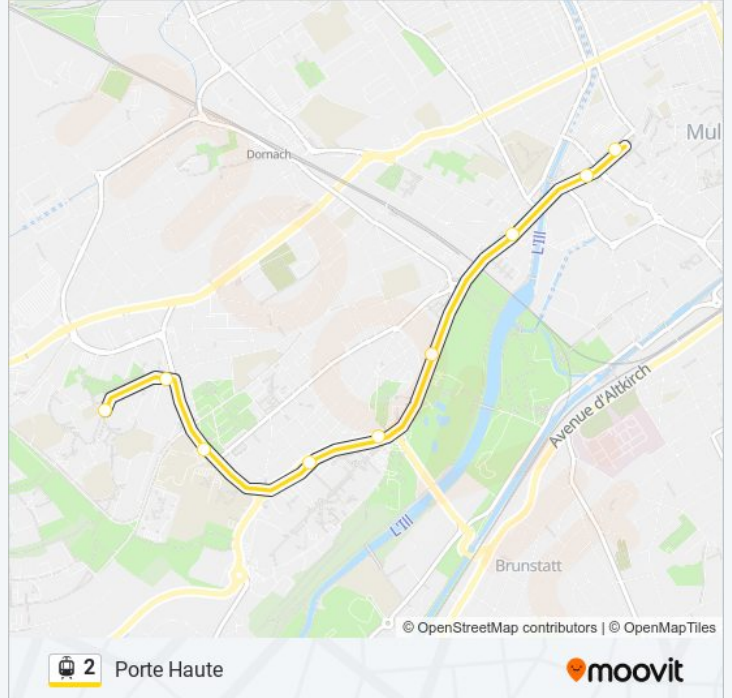 Mul
Dornach
L'Ill
Avenue d'Altkirch
L'Ill
Brunstatt
© OpenStreetMap contributors | © OpenMapTiles
2 Porte Haute
moovit